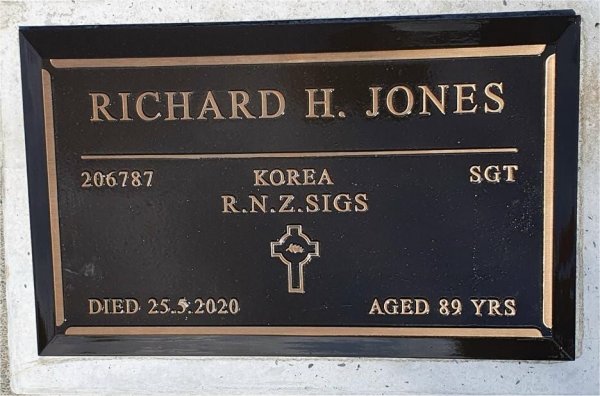 RICHARD H. JONES
206787 KOREA SGT
R.N.Z.SIGS
DIED 25.5.2020 AGED 89 YRS